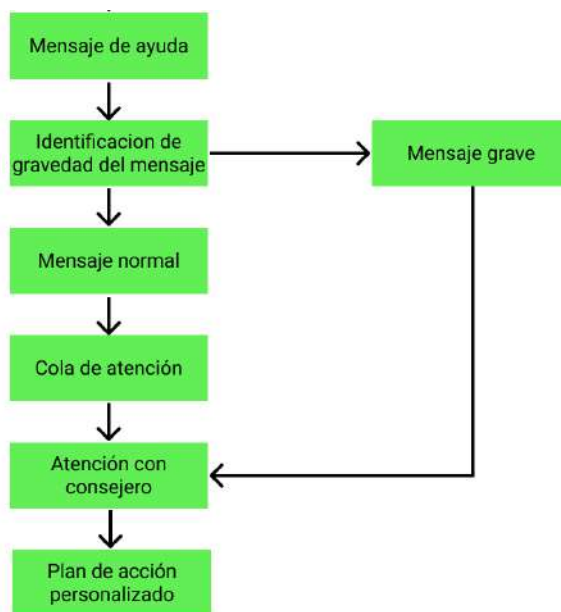 Mensaje de ayuda
Identificacion de
gravedad del mensaje
Mensaje grave
Mensaje normal
Cola de atención
Atención con
consejero
Plan de acción
personalizado